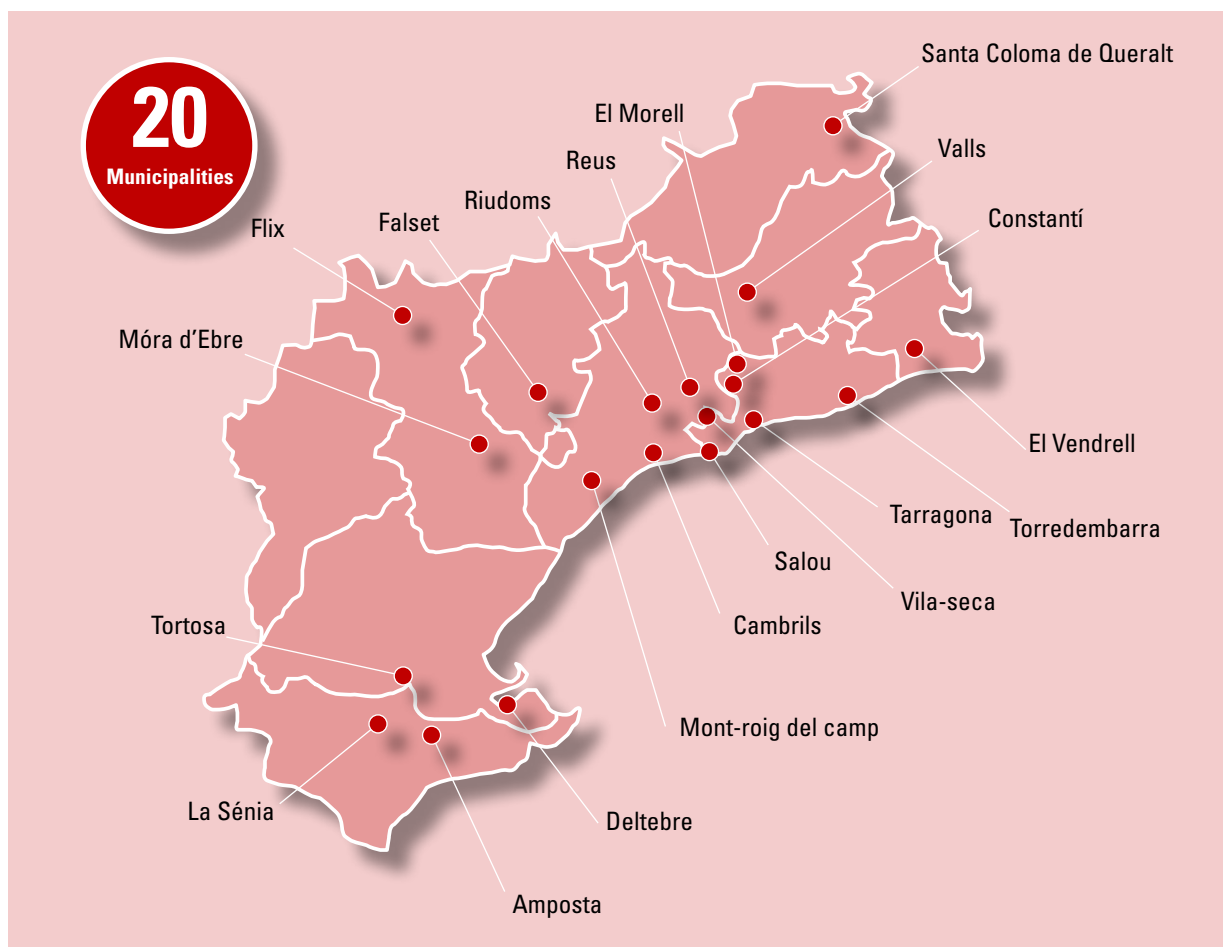 20
Municipalities
Santa Coloma de Queralt
El Morell
Valls
Reus
Riudoms
Constantí
Falset
Flix
Móra d’Ebre
El Vendrell
Tarragona
Torredembarra
Salou
Vila-seca
Tortosa
Cambrils
Mont-roig del camp
La Sénia
Deltebre
Amposta